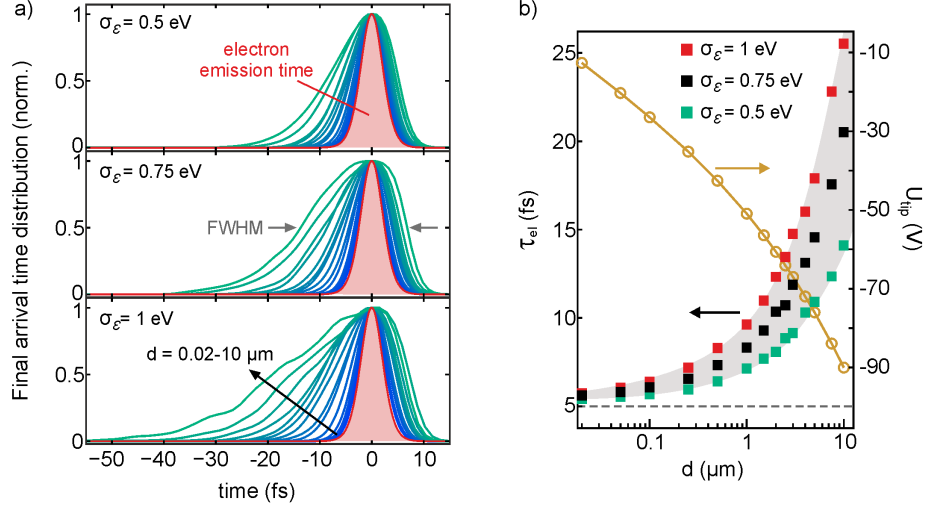 a)
Final arrival time distribution (norm.)
σε = 0.5 eV
electron
emission time
1
0.5
0
σε = 0.75 eV
FWHM
1
0.5
0
σε = 1 eV
d = 0.02-10 μm
1
0.5
0
−50 −40 −30 −20 −10 0 10
time (fs)
b)
τel (fs)
25
20
15
10
5
σε = 1 eV
σε = 0.75 eV
σε = 0.5 eV
-10
-30
-50
-70
-90
Utip (V)
0.1 1 10
d (μm)